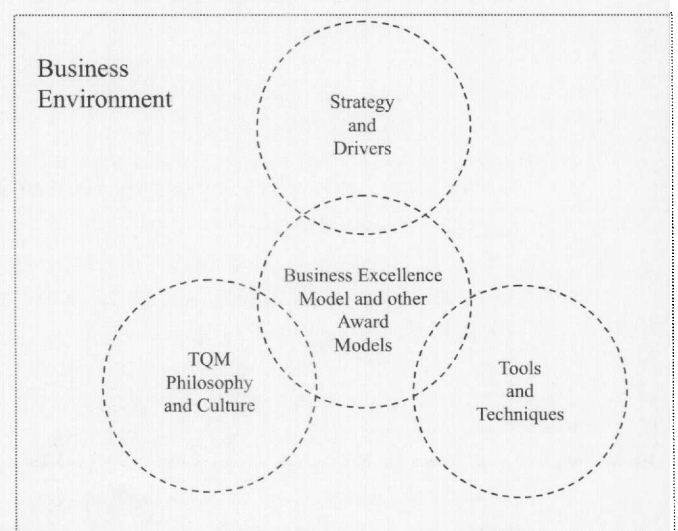 Business
Environment
Strategy
and
Drivers
Business Excellence
Model and other
Award
Models
TQM
Philosophy
and Culture
Tools
and
Techniques